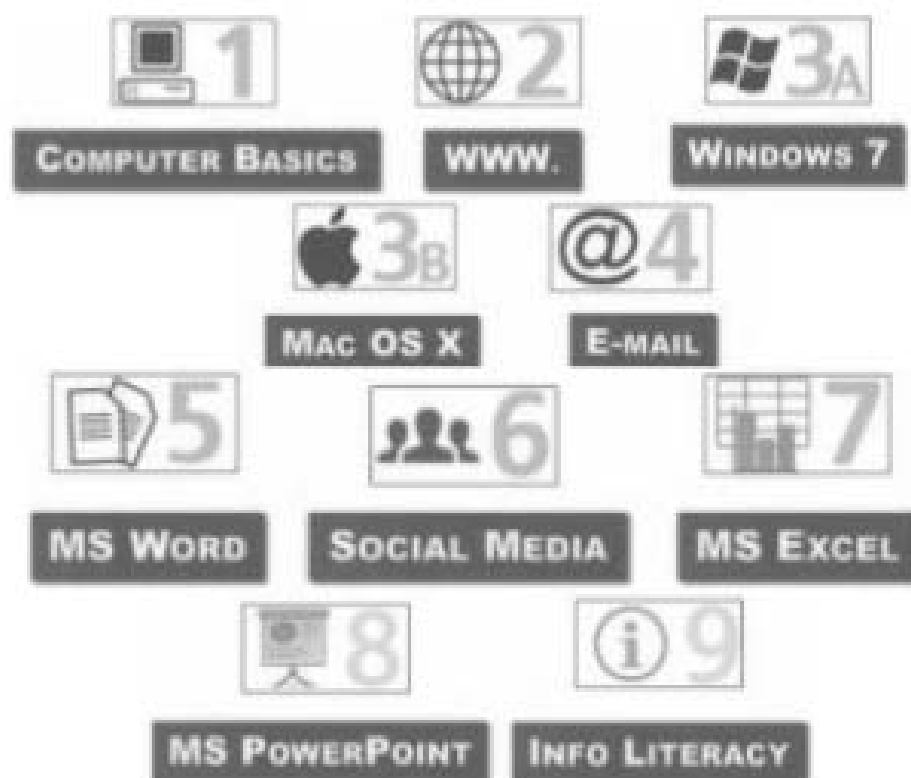 1 2 3A
COMPUTER BASICS WWW. WINDOWS 7
3B @4
MAC OS X E-MAIL
5 6 7
MS WORD SOCIAL MEDIA MS EXCEL
8 i 9
MS POWERPOINT INFO LITERACY